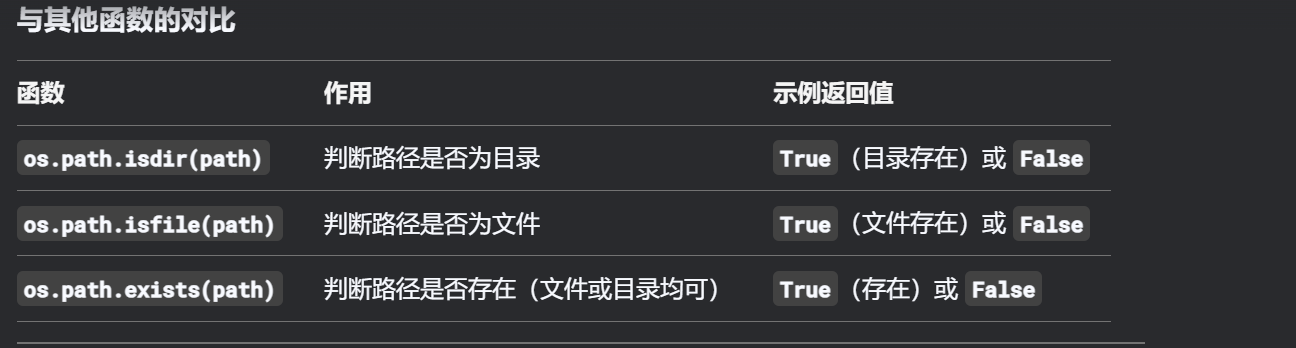 与其他函数的对比
函数 作用 示例返回值
os.path.isdir(path) 判断路径是否为目录 True（目录存在）或 False
os.path.isfile(path) 判断路径是否为文件 True（文件存在）或 False
os.path.exists(path) 判断路径是否存在（文件或目录均可） True（存在）或 False